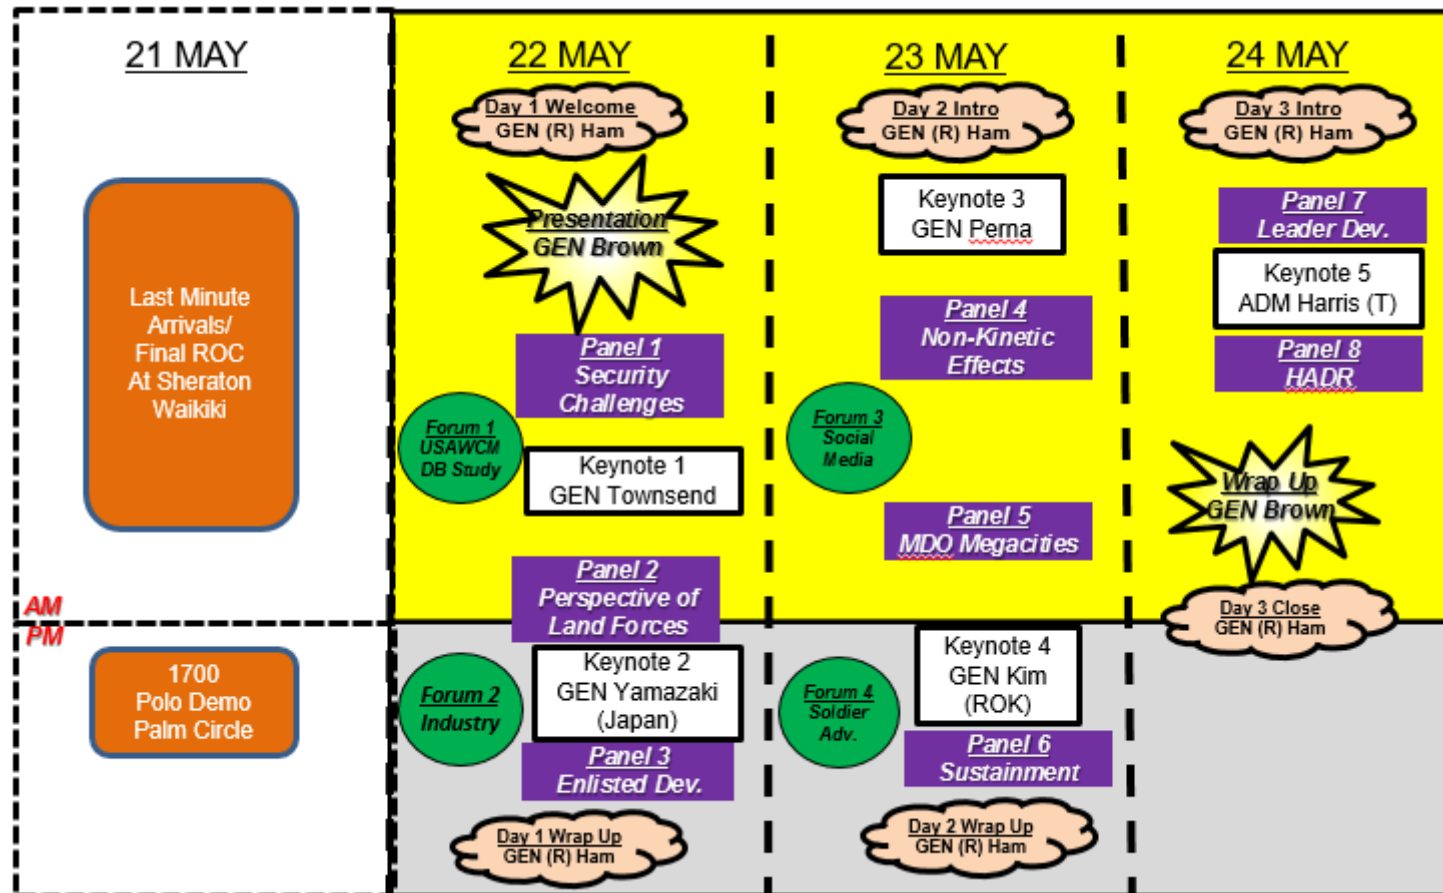 21 MAY
Last Minute
Arrivals/
Final ROC
At Sheraton
Waikiki
AM
PM
1700
Polo Demo
Palm Circle
22 MAY
Day 1 Welcome
GEN (R) Ham
Presentation
GEN Brown
Panel 1
Security
Challenges
Forum 1
USAWCM
DB Study
Keynote 1
GEN Townsend
Panel 2
Perspective of
Land Forces
Keynote 2
GEN Yamazaki
(Japan)
Forum 2
Industry
Panel 3
Enlisted Dev.
Day 1 Wrap Up
GEN (R) Ham
23 MAY
Day 2 Intro
GEN (R) Ham
Keynote 3
GEN Perna
Panel 4
Non-Kinetic
Effects
Forum 3
Social
Media
Panel 5
MDO Megacities
Keynote 4
GEN Kim
(ROK)
Forum 4
Soldier
Adv.
Panel 6
Sustainment
Day 2 Wrap Up
GEN (R) Ham
24 MAY
Day 3 Intro
GEN (R) Ham
Panel 7
Leader Dev.
Keynote 5
ADM Harris (T)
Panel 8
HADR
Wrap Up
GEN Brown
Day 3 Close
GEN (R) Ham